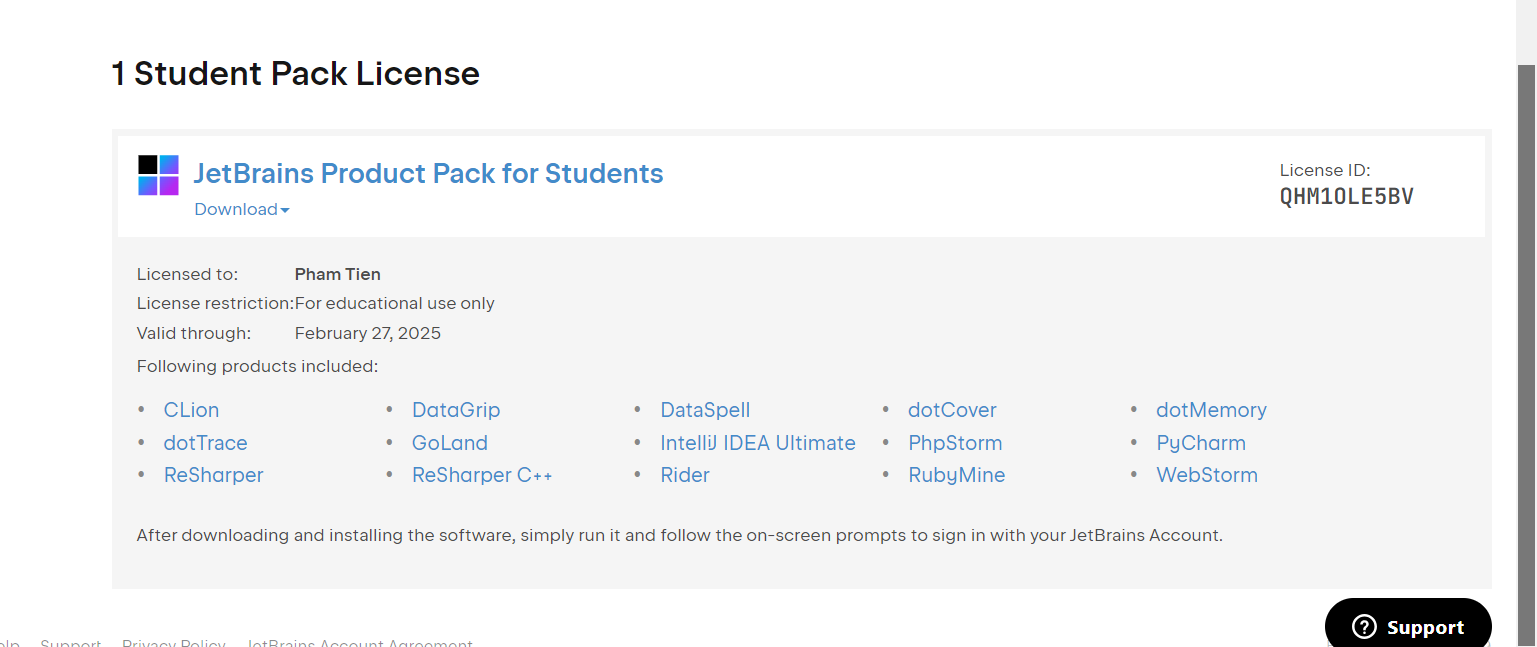 1 Student Pack License
JetBrains Product Pack for Students
Download
License ID:
QHM1OLE5BV
Licensed to: Pham Tien
License restriction:For educational use only
Valid through: February 27, 2025
Following products included:
• CLion • DataGrip • DataSpell • dotCover • dotMemory
• dotTrace • GoLand • IntelliJ IDEA Ultimate • PhpStorm • PyCharm
• ReSharper • ReSharper C++ • Rider • RubyMine • WebStorm
After downloading and installing the software, simply run it and follow the on-screen prompts to sign in with your JetBrains Account.
Support Privacy Policy JetBrains Account Agreement
Support